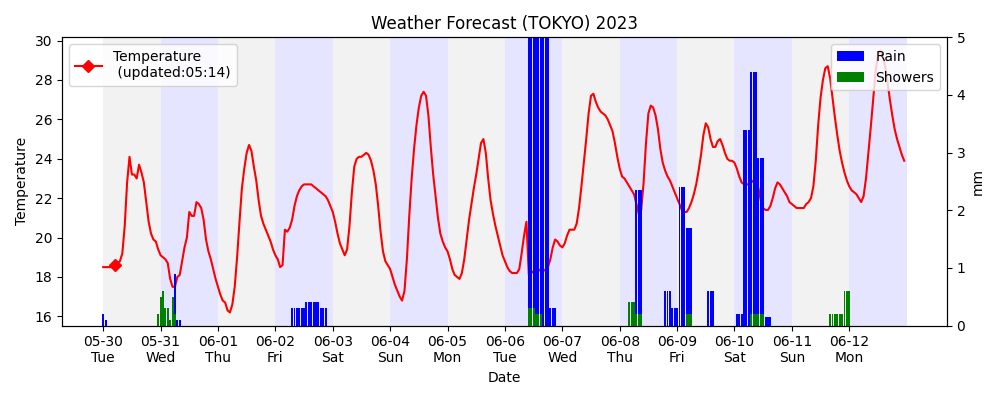 Weather Forecast (TOKYO) 2023
Temperature
(updated:05:14)
Rain
Showers
30
28
26
24
22
20
18
16
Temperature
5
4
3
2
1
0
mm
05-30 05-31 06-01 06-02 06-03 06-04 06-05 06-06 06-07 06-08 06-09 06-10 06-11 06-12
Tue Wed Thu Fri Sat Sun Mon Tue Wed Thu Fri Sat Sun Mon
Date